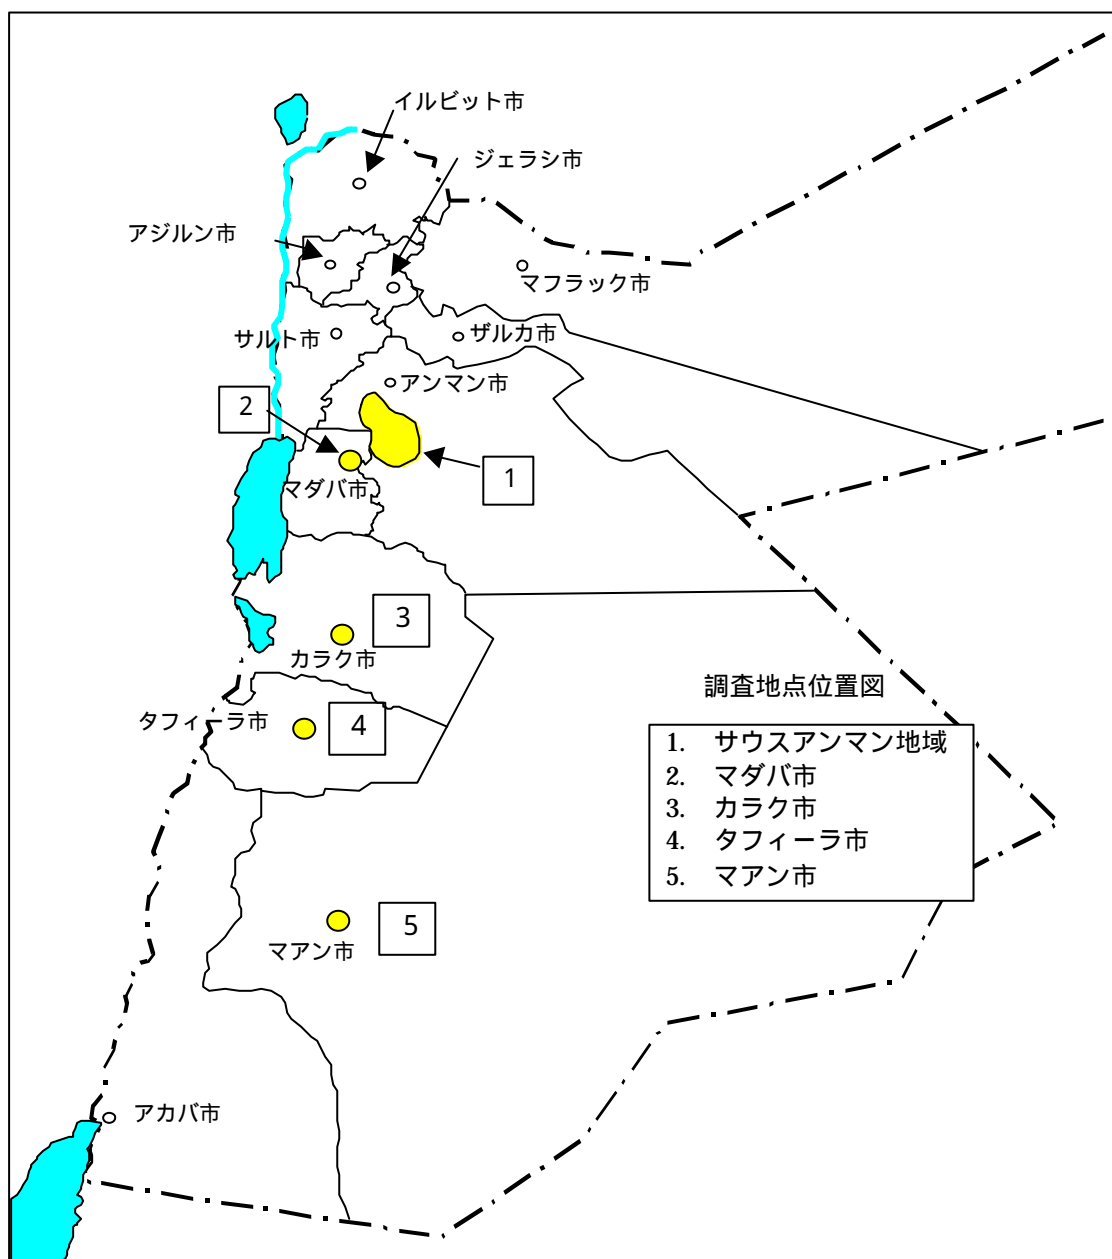 イルビット市
ジェラシ市
アジルン市
マフラック市
サルト市
ザルカ市
アンマン市
2
1
マダバ市
3
カラク市
調査地点位置図
タフィーラ市
4
1. サウスアンマン地域
2. マダバ市
3. カラク市
4. タフィーラ市
5. マアン市
5
マアン市
アカバ市